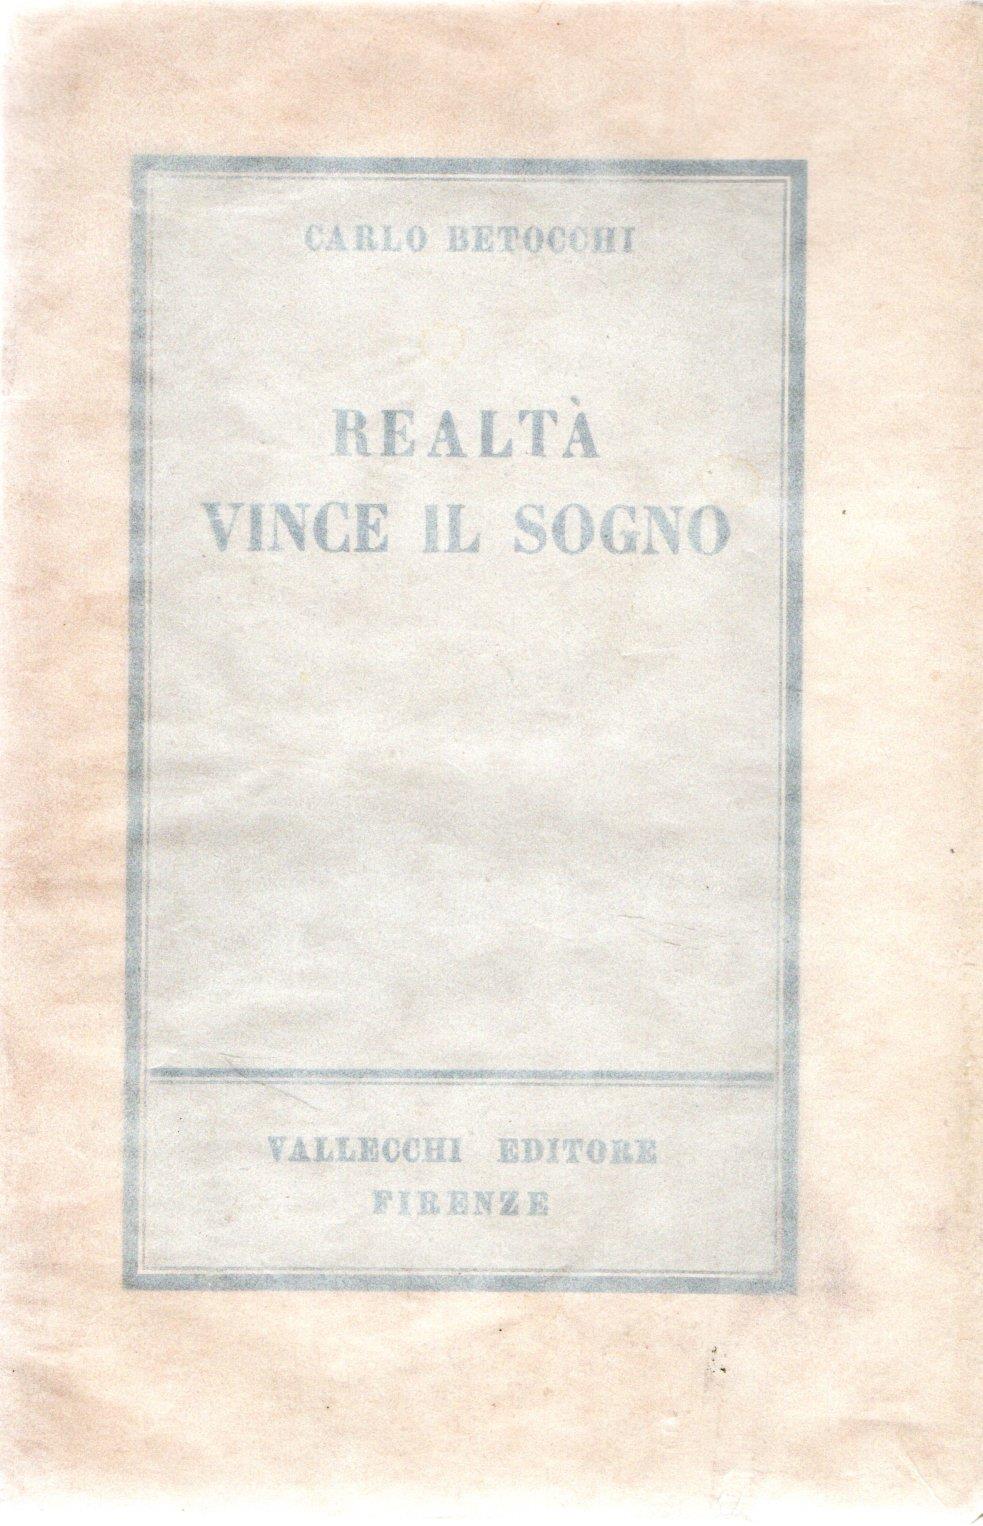 CARLO BETOCCHI
REALTÀ
VINCE IL SOGNO
VALLECCHI EDITORE
FIRENZE